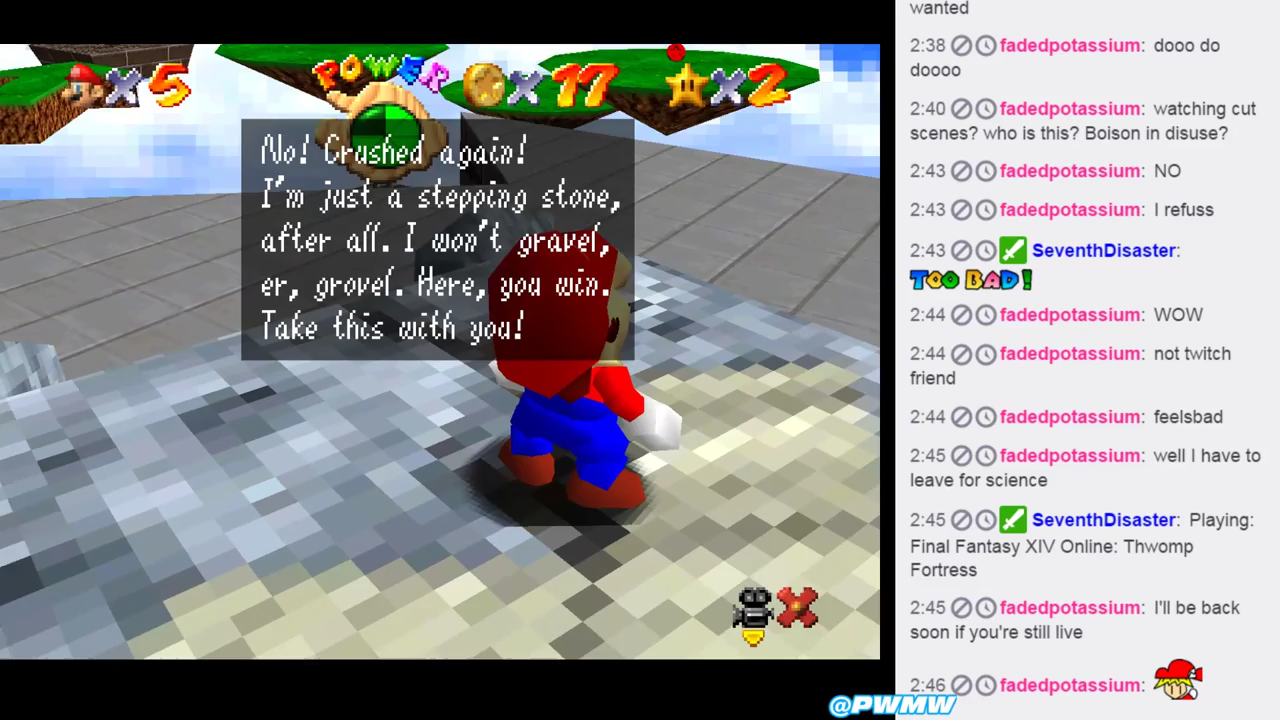 ×5
POWER
×17
×2
No! Crushed again!
I'm just a stepping stone,
after all. I won't gravel,
er, grovel. Here, you win.
Take this with you!
@PWMW
wanted
2:38 fadedpotassium: dooo do
doooo
2:40 fadedpotassium: watching cut
scenes? who is this? Boison in disuse?
2:43 fadedpotassium: NO
2:43 fadedpotassium: I refuss
2:43 SeventhDisaster:
TOO BAD!
2:44 fadedpotassium: WOW
2:44 fadedpotassium: not twitch
friend
2:44 fadedpotassium: feelsbad
2:45 fadedpotassium: well I have to
leave for science
2:45 SeventhDisaster: Playing:
Final Fantasy XIV Online: Thwomp
Fortress
2:45 fadedpotassium: I'll be back
soon if you're still live
2:46 fadedpotassium: